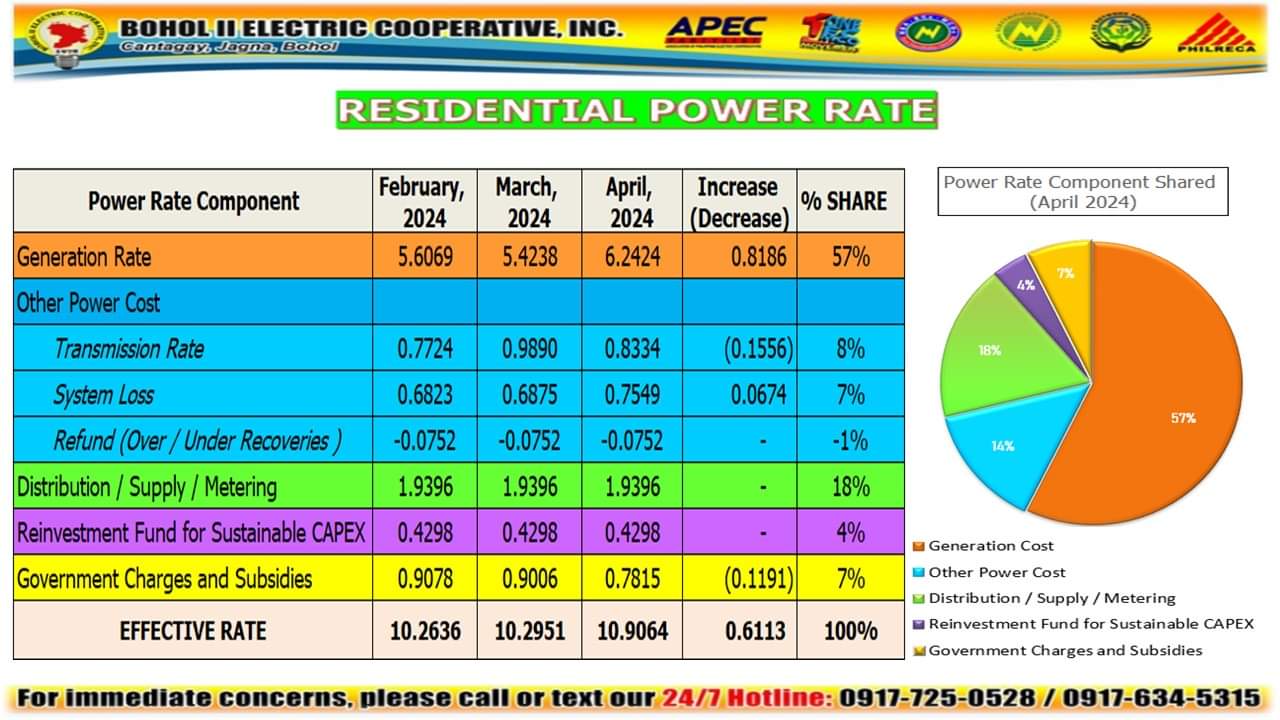 BOHOL II ELECTRIC COOPERATIVE, INC.
Cantagay, Jagna, Bohol
APEC
PHILRECA
RESIDENTIAL POWER RATE
Power Rate Component February, 2024 March, 2024 April, 2024 Increase (Decrease) % SHARE
Generation Rate 5.6069 5.4238 6.2424 0.8186 57%
Other Power Cost
Transmission Rate 0.7724 0.9890 0.8334 (0.1556) 8%
System Loss 0.6823 0.6875 0.7549 0.0674 7%
Refund (Over / Under Recoveries ) -0.0752 -0.0752 -0.0752 - -1%
Distribution / Supply / Metering 1.9396 1.9396 1.9396 - 18%
Reinvestment Fund for Sustainable CAPEX 0.4298 0.4298 0.4298 - 4%
Government Charges and Subsidies 0.9078 0.9006 0.7815 (0.1191) 7%
EFFECTIVE RATE 10.2636 10.2951 10.9064 0.6113 100%
Power Rate Component Shared
(April 2024)
7%
4%
18%
57%
14%
Generation Cost
Other Power Cost
Distribution / Supply / Metering
Reinvestment Fund for Sustainable CAPEX
Government Charges and Subsidies
For immediate concerns, please call or text our 24/7 Hotline: 0917-725-0528 / 0917-634-5315